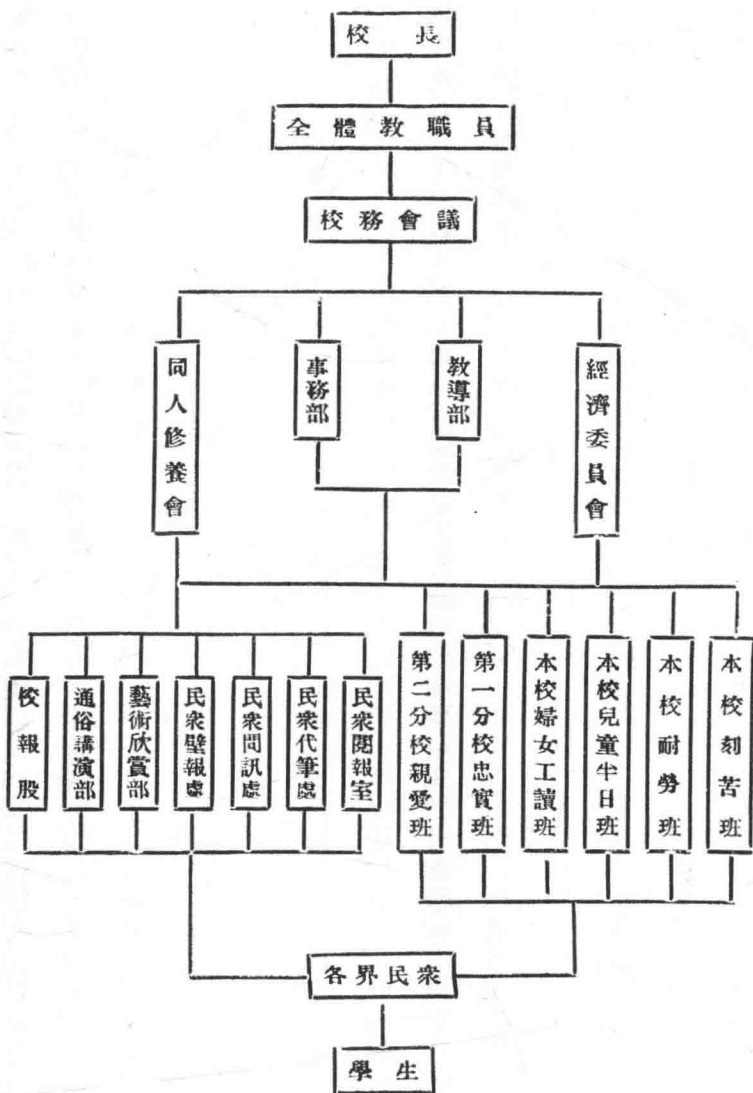 校長
全體教職員
校務會議
同人修養會
事務部
教導部
經濟委員會
校報股
通俗講演部
藝術欣賞部
民衆壁報處
民衆問訊處
民衆代筆處
民衆閱報室
第二分校親愛班
第一分校忠實班
本校婦女工讀班
本校兒童半日班
本校耐勞班
本校刻苦班
各界民衆
學生